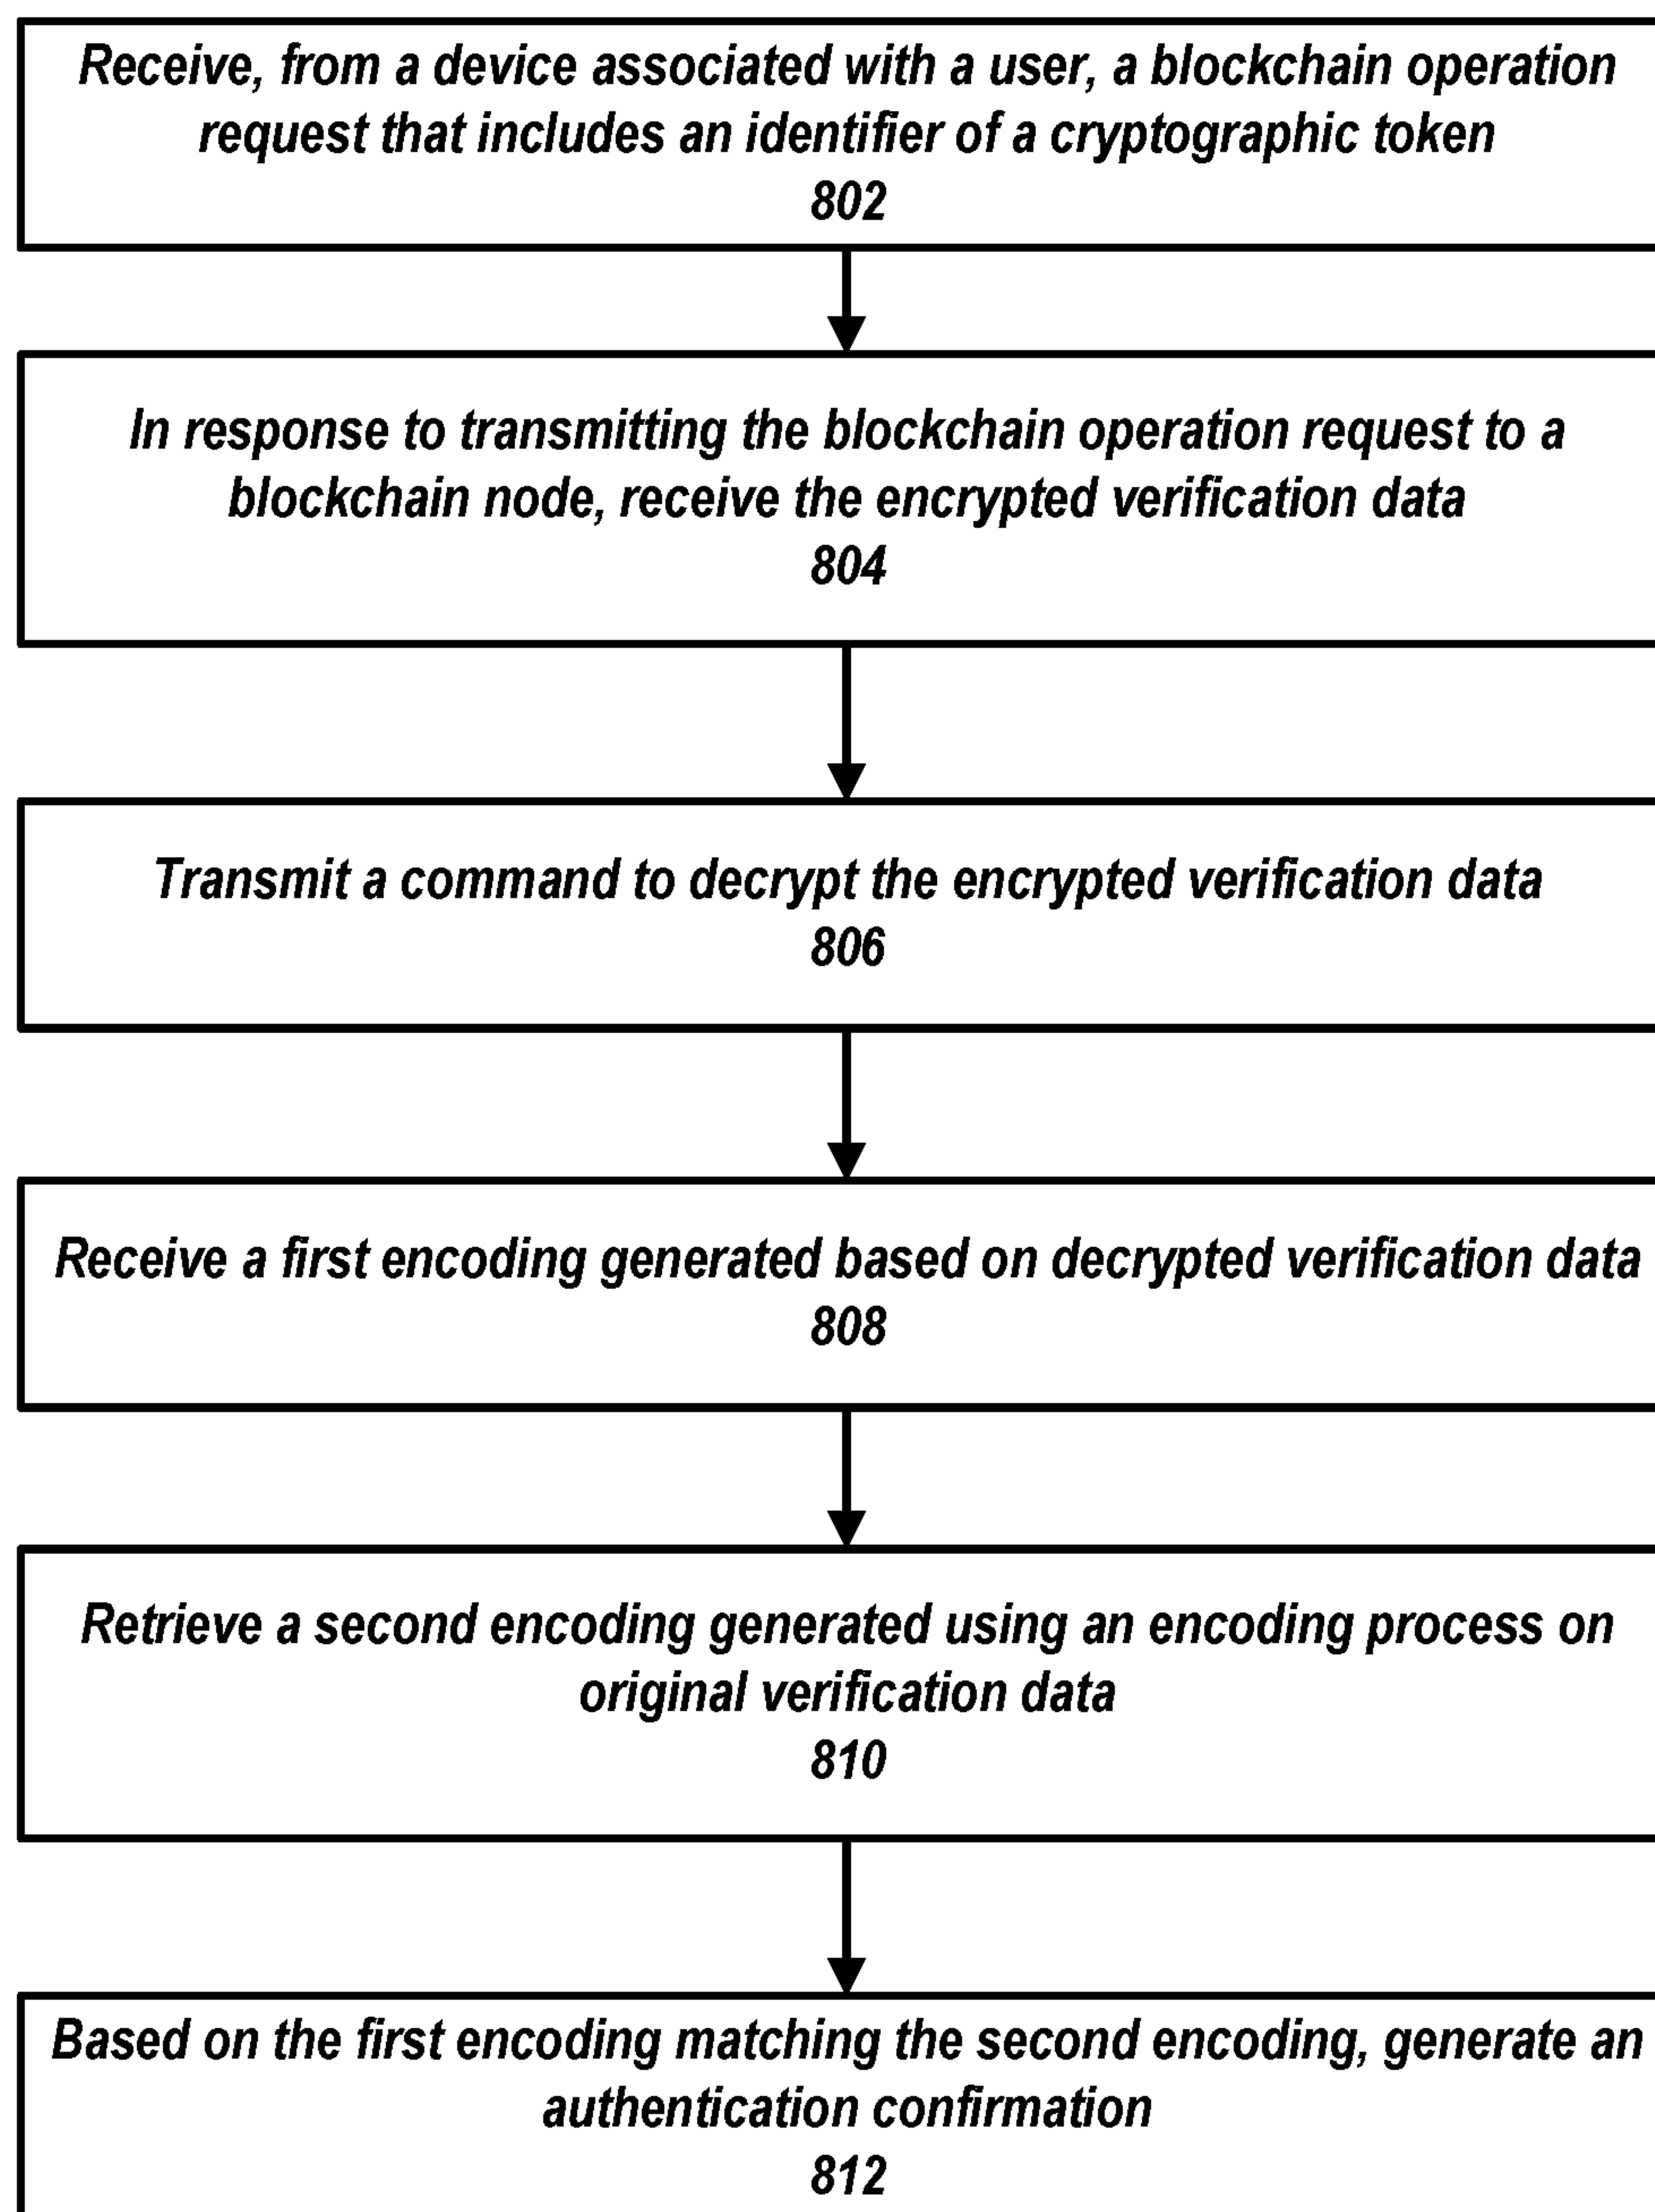 Receive, from a device associated with a user, a blockchain operation
request that includes an identifier of a cryptographic token
802
In response to transmitting the blockchain operation request to a
blockchain node, receive the encrypted verification data
804
Transmit a command to decrypt the encrypted verification data
806
Receive a first encoding generated based on decrypted verification data
808
Retrieve a second encoding generated using an encoding process on
original verification data
810
Based on the first encoding matching the second encoding, generate an
authentication confirmation
812